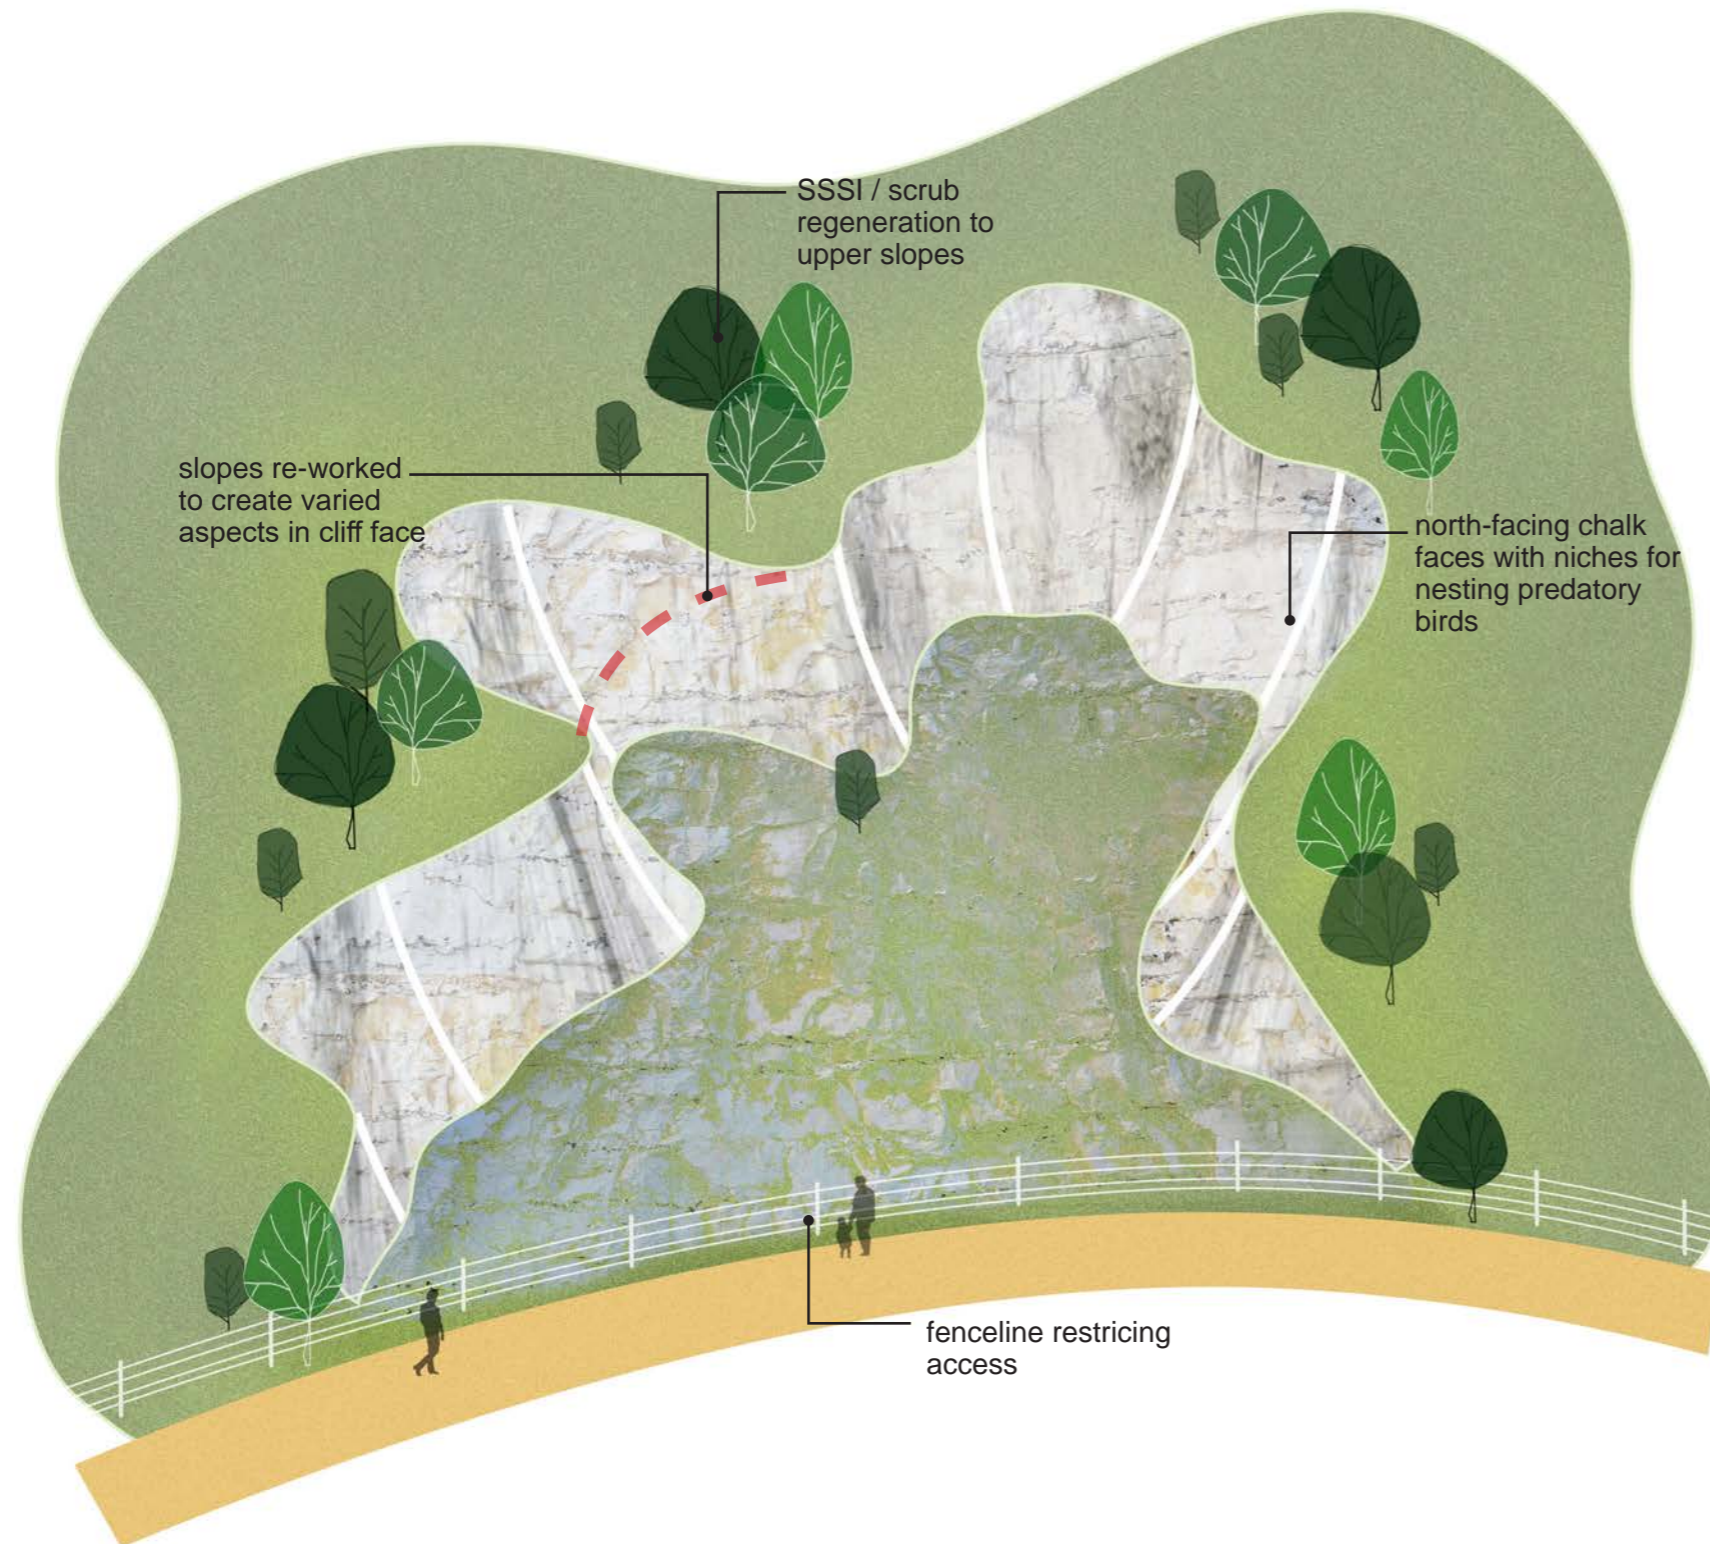 SSSI / scrub
regeneration to
upper slopes
slopes re-worked
to create varied
aspects in cliff face
north-facing chalk
faces with niches for
nesting predatory
birds
fenceline restricing
access